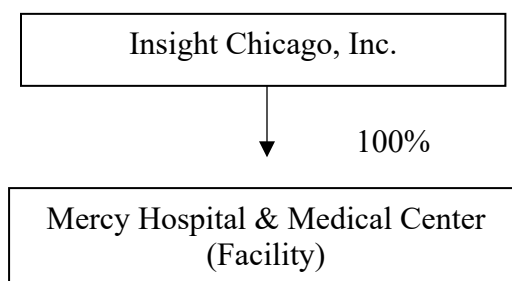 Insight Chicago, Inc.
100%
Mercy Hospital & Medical Center
(Facility)